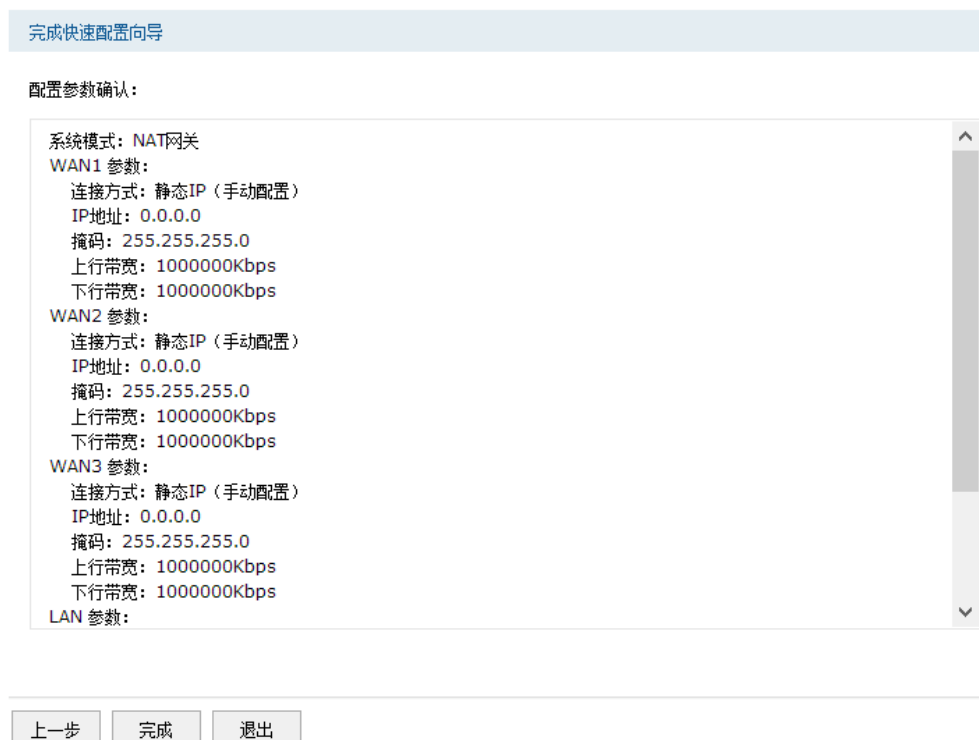 完成快速配置向导
配置参数确认：
系统模式：NAT网关
WAN1 参数：
连接方式：静态IP（手动配置）
IP地址：0.0.0.0
掩码：255.255.255.0
上行带宽：1000000Kbps
下行带宽：1000000Kbps
WAN2 参数：
连接方式：静态IP（手动配置）
IP地址：0.0.0.0
掩码：255.255.255.0
上行带宽：1000000Kbps
下行带宽：1000000Kbps
WAN3 参数：
连接方式：静态IP（手动配置）
IP地址：0.0.0.0
掩码：255.255.255.0
上行带宽：1000000Kbps
下行带宽：1000000Kbps
LAN 参数：
上一步 完成 退出